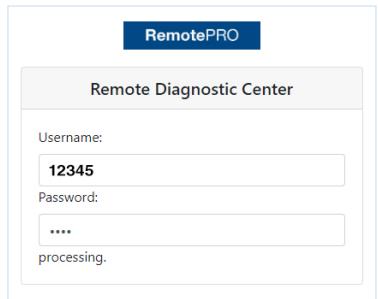 RemotePRO
Remote Diagnostic Center
Username:
12345
Password:
••••
processing.